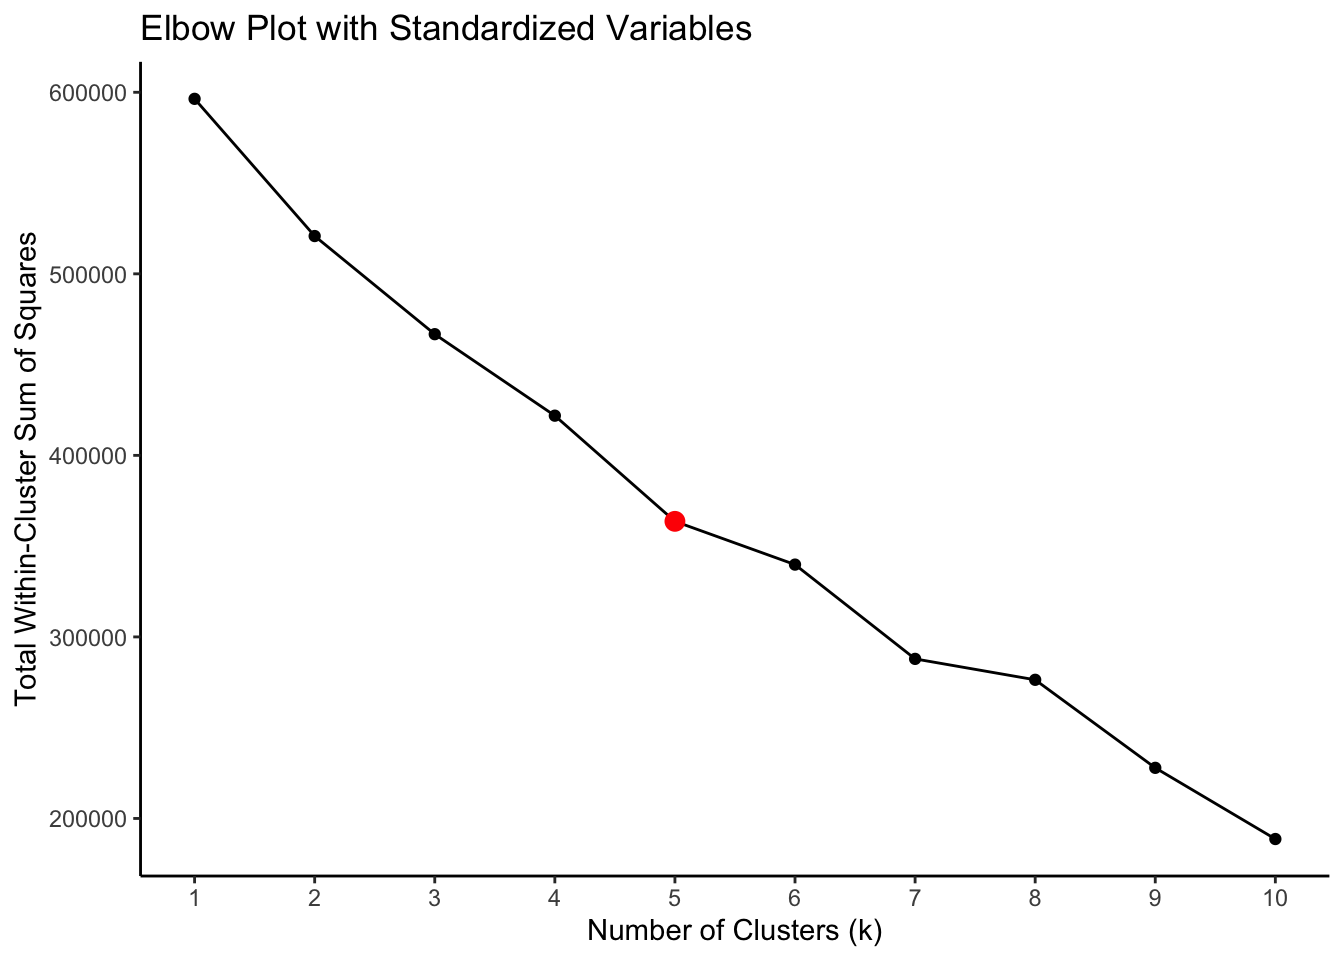 Elbow Plot with Standardized Variables
Total Within-Cluster Sum of Squares
600000
500000
400000
300000
200000
1 2 3 4 5 6 7 8 9 10
Number of Clusters (k)